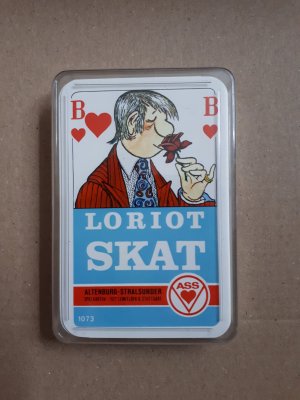 B B
LORIOT
SKAT
ALTENBURG-STRALSUNDER
ASS
1073